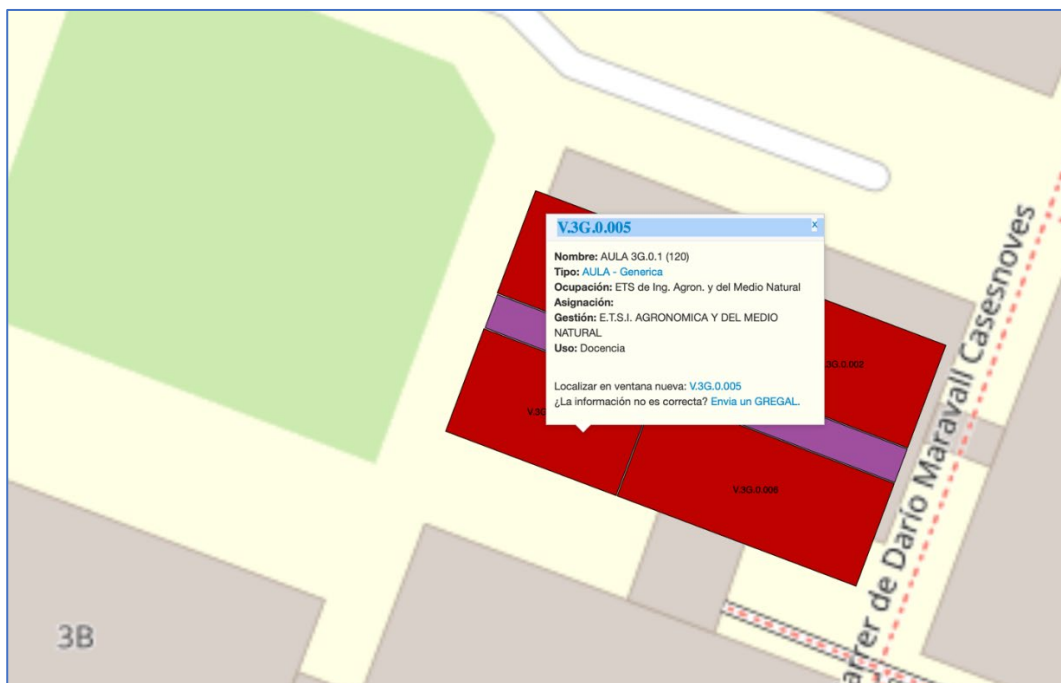 V.3G.0.005
x
Nombre: AULA 3G.0.1 (120)
Tipo: AULA - Generica
Ocupación: ETS de Ing. Agron. y del Medio Natural
Asignación:
Gestión: E.T.S.I. AGRONOMICA Y DEL MEDIO
NATURAL
Uso: Docencia
Localizar en ventana nueva: V.3G.0.005
¿La información no es correcta? Envia un GREGAL.
3G.0.002
V.3G
V.3G.0.006
arrer de Darío Maravall Casesnoves
3B